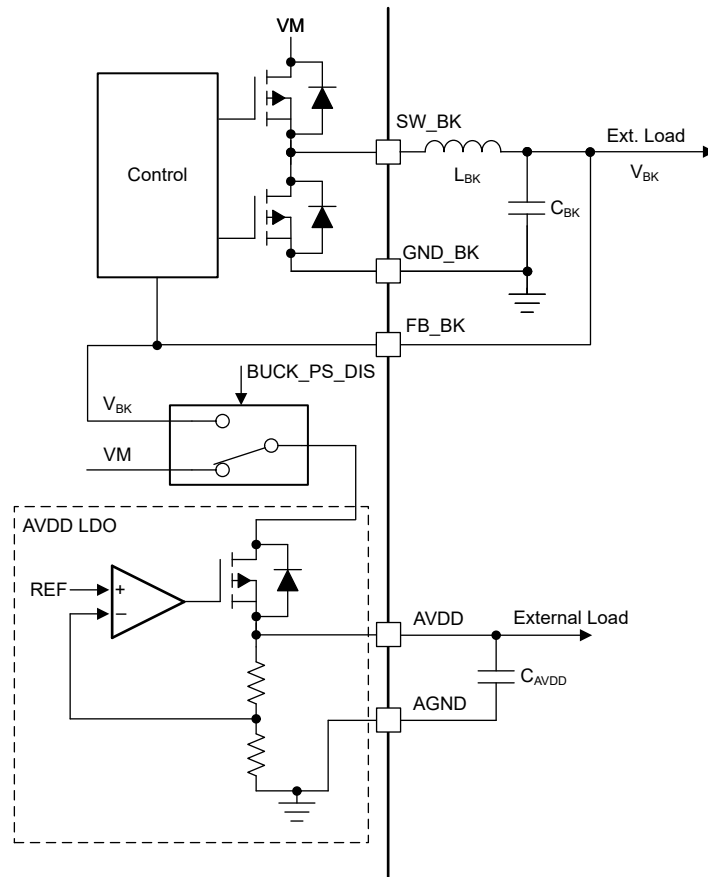 VM
SW_BK
Ext. Load
Control
L_BK
V_BK
C_BK
GND_BK
FB_BK
BUCK_PS_DIS
V_BK
VM
AVDD LDO
REF
+
−
AVDD
External Load
C_AVDD
AGND